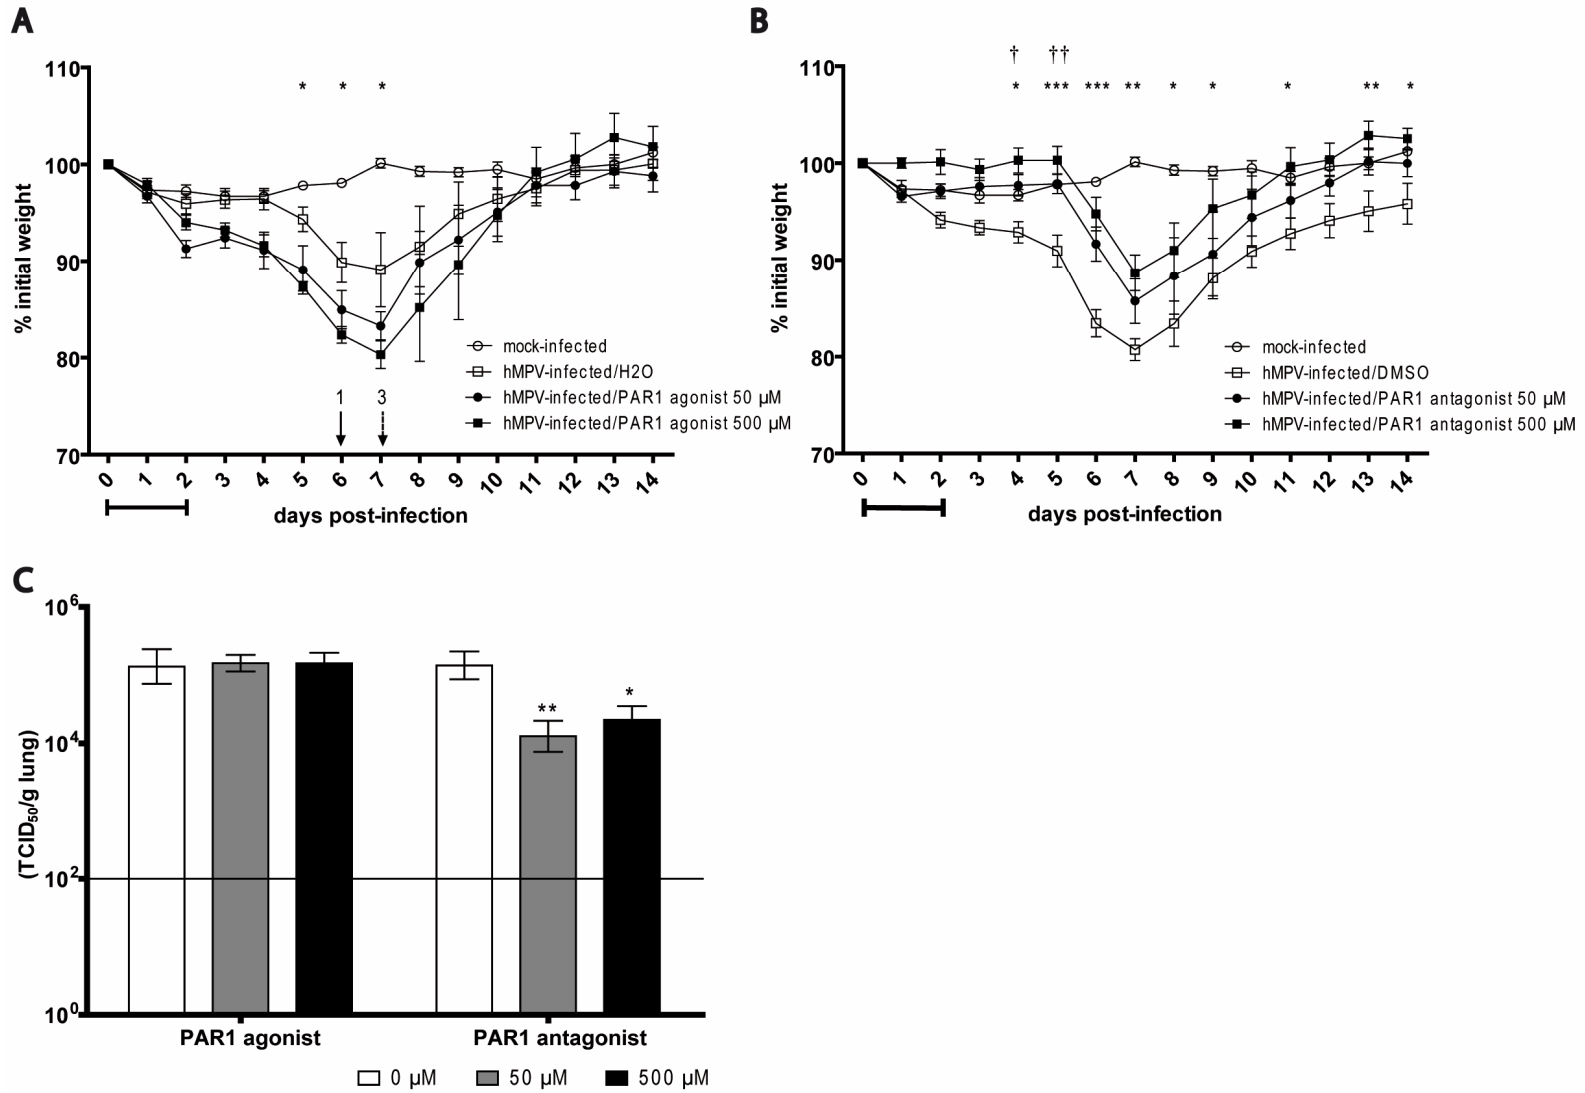 A
110
100
90
80
70
% initial weight
* * *
mock-infected
hMPV-infected/H2O
hMPV-infected/PAR1 agonist 50 µM
hMPV-infected/PAR1 agonist 500 µM
1 3
0 1 2 3 4 5 6 7 8 9 10 11 12 13 14
days post-infection
B
110
100
90
80
70
% initial weight
† ††
* *** *** ** * * * ** *
mock-infected
hMPV-infected/DMSO
hMPV-infected/PAR1 antagonist 50 µM
hMPV-infected/PAR1 antagonist 500 µM
0 1 2 3 4 5 6 7 8 9 10 11 12 13 14
days post-infection
C
10⁶
10⁴
10²
10⁰
(TCID₅₀/g lung)
** *
PAR1 agonist PAR1 antagonist
0 µM 50 µM 500 µM